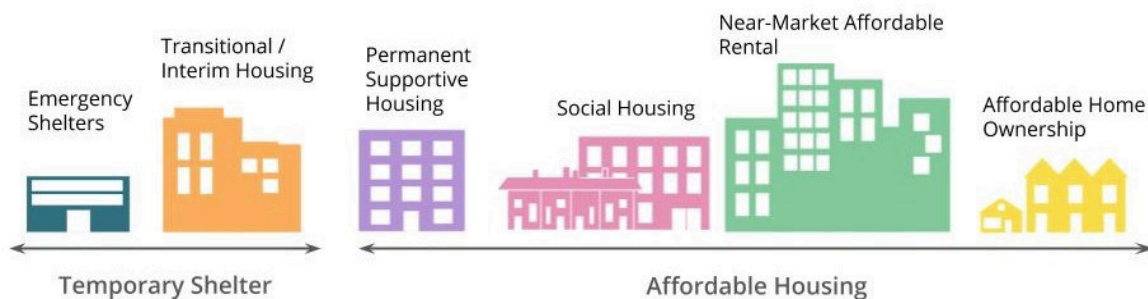 Emergency
Shelters
Transitional /
Interim Housing
Permanent
Supportive
Housing
Social Housing
Near-Market Affordable
Rental
Affordable Home
Ownership
Temporary Shelter
Affordable Housing